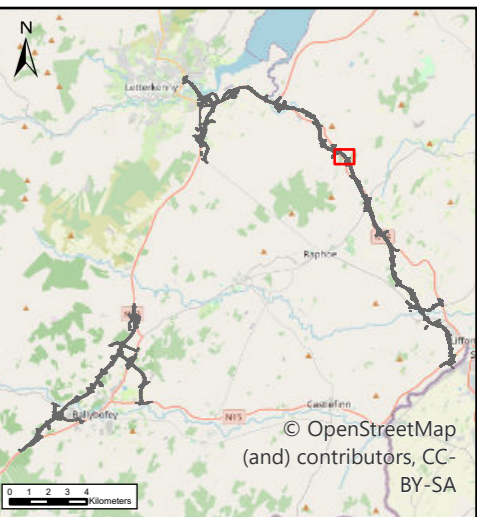 N
Letterkenny
Raphoe
Ballybofey
N15
Castlefinn
© OpenStreetMap
(and) contributors, CC-
BY-SA
0 1 2 3 4
Kilometers